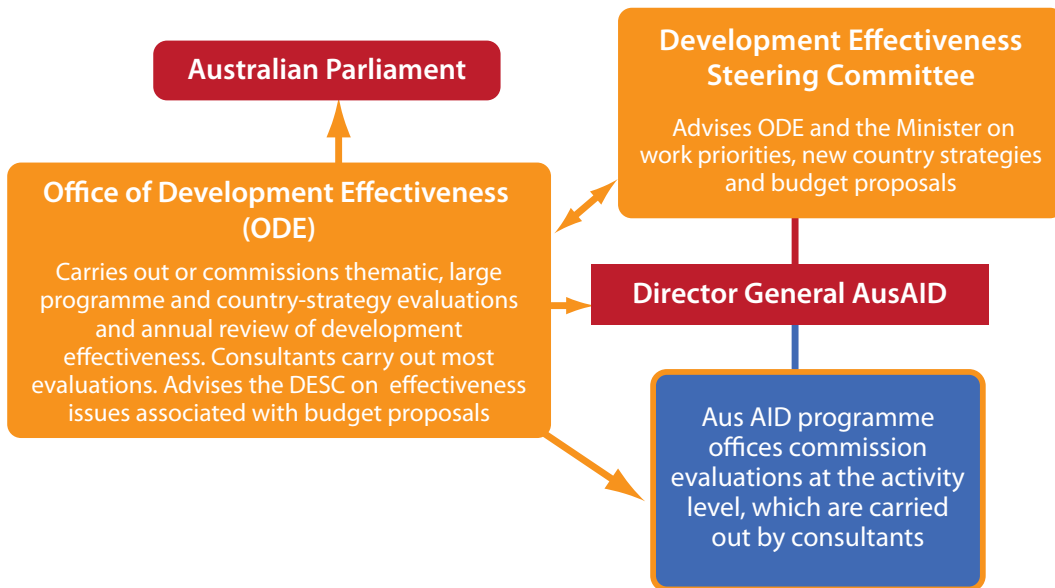 Australian Parliament
Development Effectiveness
Steering Committee
Advises ODE and the Minister on
work priorities, new country strategies
and budget proposals
Office of Development Effectiveness
(ODE)
Carries out or commissions thematic, large
programme and country-strategy evaluations
and annual review of development
effectiveness. Consultants carry out most
evaluations. Advises the DESC on effectiveness
issues associated with budget proposals
Director General AusAID
Aus AID programme
offices commission
evaluations at the activity
level, which are carried
out by consultants